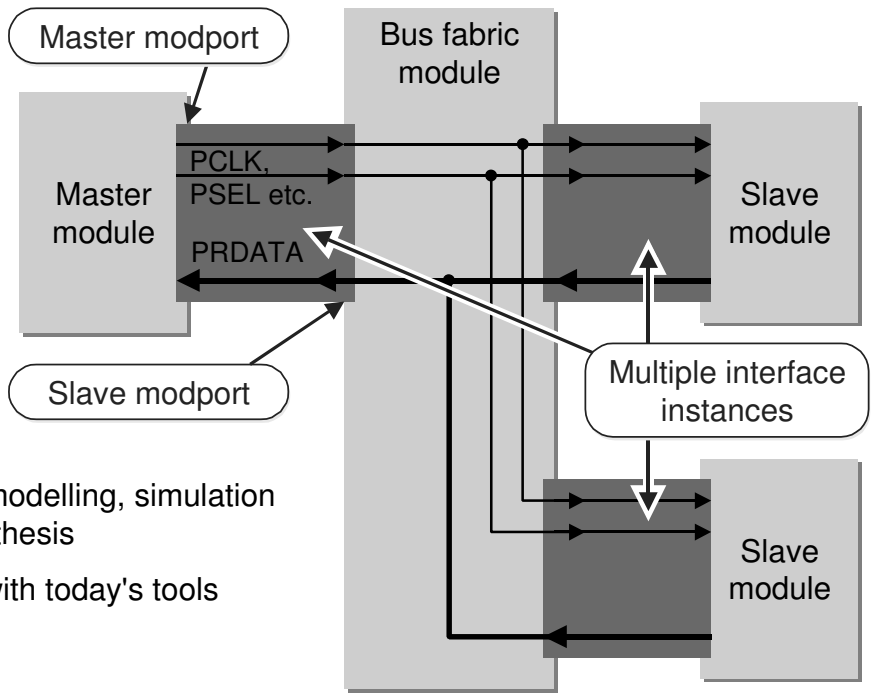 Master modport
Bus fabric
module
Master
module
PCLK,
PSEL etc.
PRDATA
Slave
module
Slave modport
Multiple interface
instances
modelling, simulation
thesis
with today's tools
Slave
module